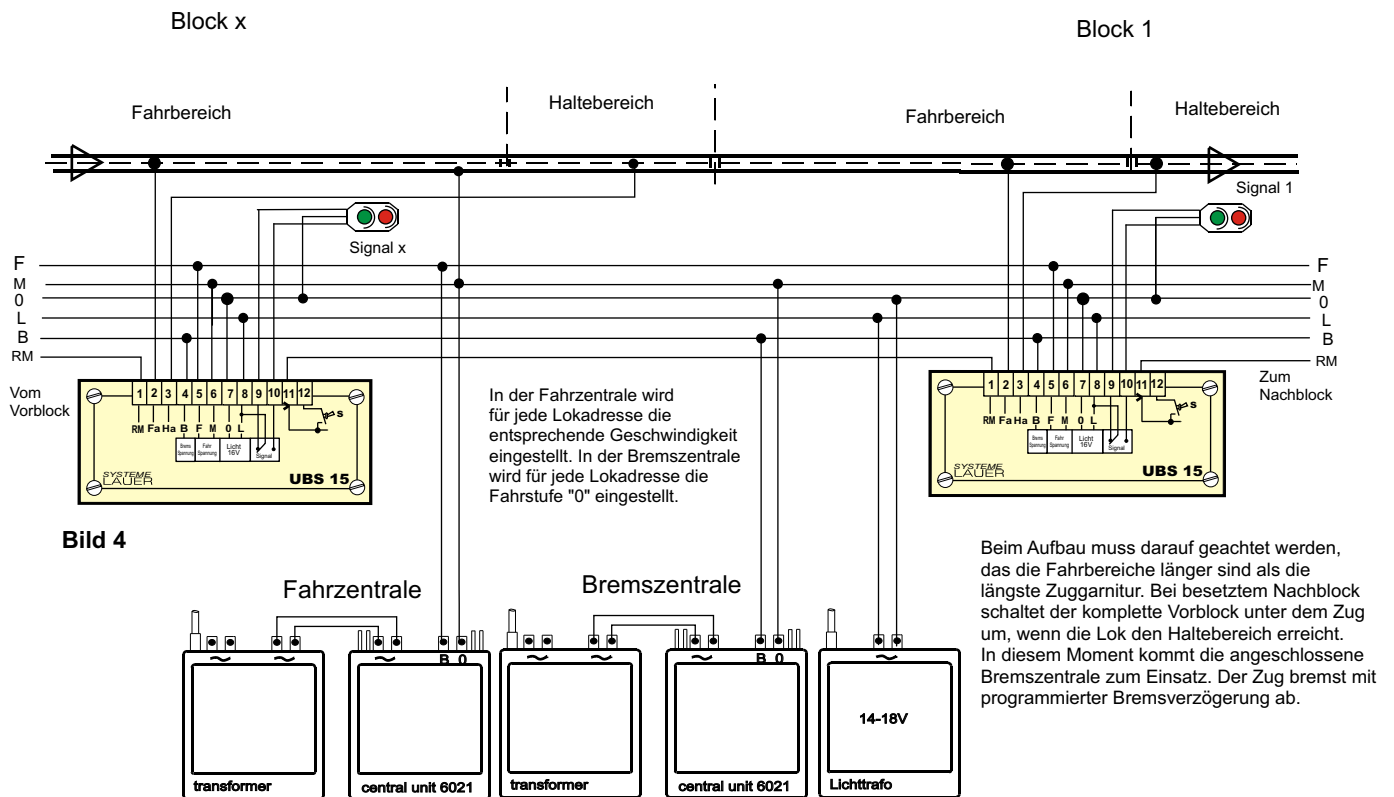 Block x
Block 1
Fahrbereich
Haltebereich
Fahrbereich
Haltebereich
Signal x
Signal 1
F
M
0
L
B
RM
F
M
0
L
B
RM
Vom
Vorblock
Zum
Nachblock
1 2 3 4 5 6 7 8 9 10 11 12
RM Fa Ha B F M 0 L
s
Brems
Spannung
Fahr
Spannung
Licht
16V
Signal
SYSTEME
LAUER
UBS 15
In der Fahrzentrale wird
für jede Lokadresse die
entsprechende Geschwindigkeit
eingestellt. In der Bremszentrale
wird für jede Lokadresse die
Fahrstufe "0" eingestellt.
1 2 3 4 5 6 7 8 9 10 11 12
RM Fa Ha B F M 0 L
s
Brems
Spannung
Fahr
Spannung
Licht
16V
Signal
SYSTEME
LAUER
UBS 15
Bild 4
Beim Aufbau muss darauf geachtet werden,
das die Fahrbereiche länger sind als die
längste Zuggarnitur. Bei besetztem Nachblock
schaltet der komplette Vorblock unter dem Zug
um, wenn die Lok den Haltebereich erreicht.
In diesem Moment kommt die angeschlossene
Bremszentrale zum Einsatz. Der Zug bremst mit
programmierter Bremsverzögerung ab.
Fahrzentrale
Bremszentrale
~ ~
~ B 0
~ ~
~ B 0
~
14-18V
transformer
central unit 6021
transformer
central unit 6021
Lichttrafo